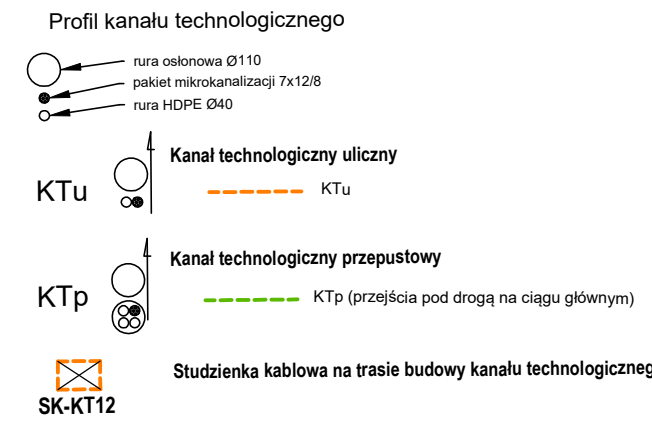 Profil kanału technologicznego
rura osłonowa Ø110
pakiet mikrokanalizacji 7x12/8
rura HDPE Ø40
Kanał technologiczny uliczny
KTu
KTu
Kanał technologiczny przepustowy
KTp
KTp (przejścia pod drogą na ciągu głównym)
Studzienka kablowa na trasie budowy kanału technologiczneg
SK-KT12